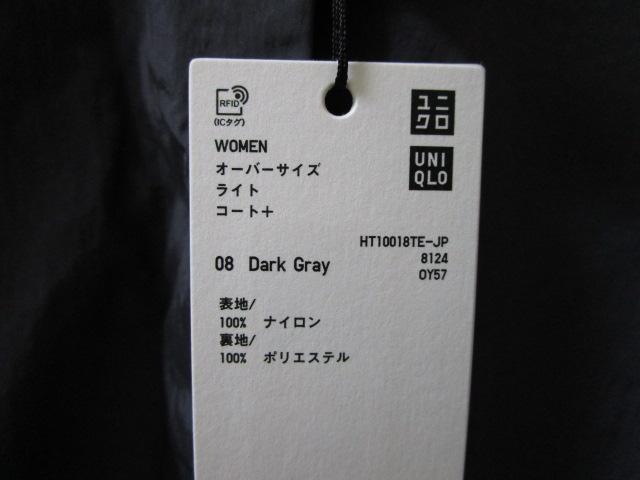 RFID
(ICタグ)
ユニ
クロ
UNI
QLO
WOMEN
オーバーサイズ
ライト
コート+
HT10018TE-JP
8124
OY57
08 Dark Gray
表地/
100% ナイロン
裏地/
100% ポリエステル